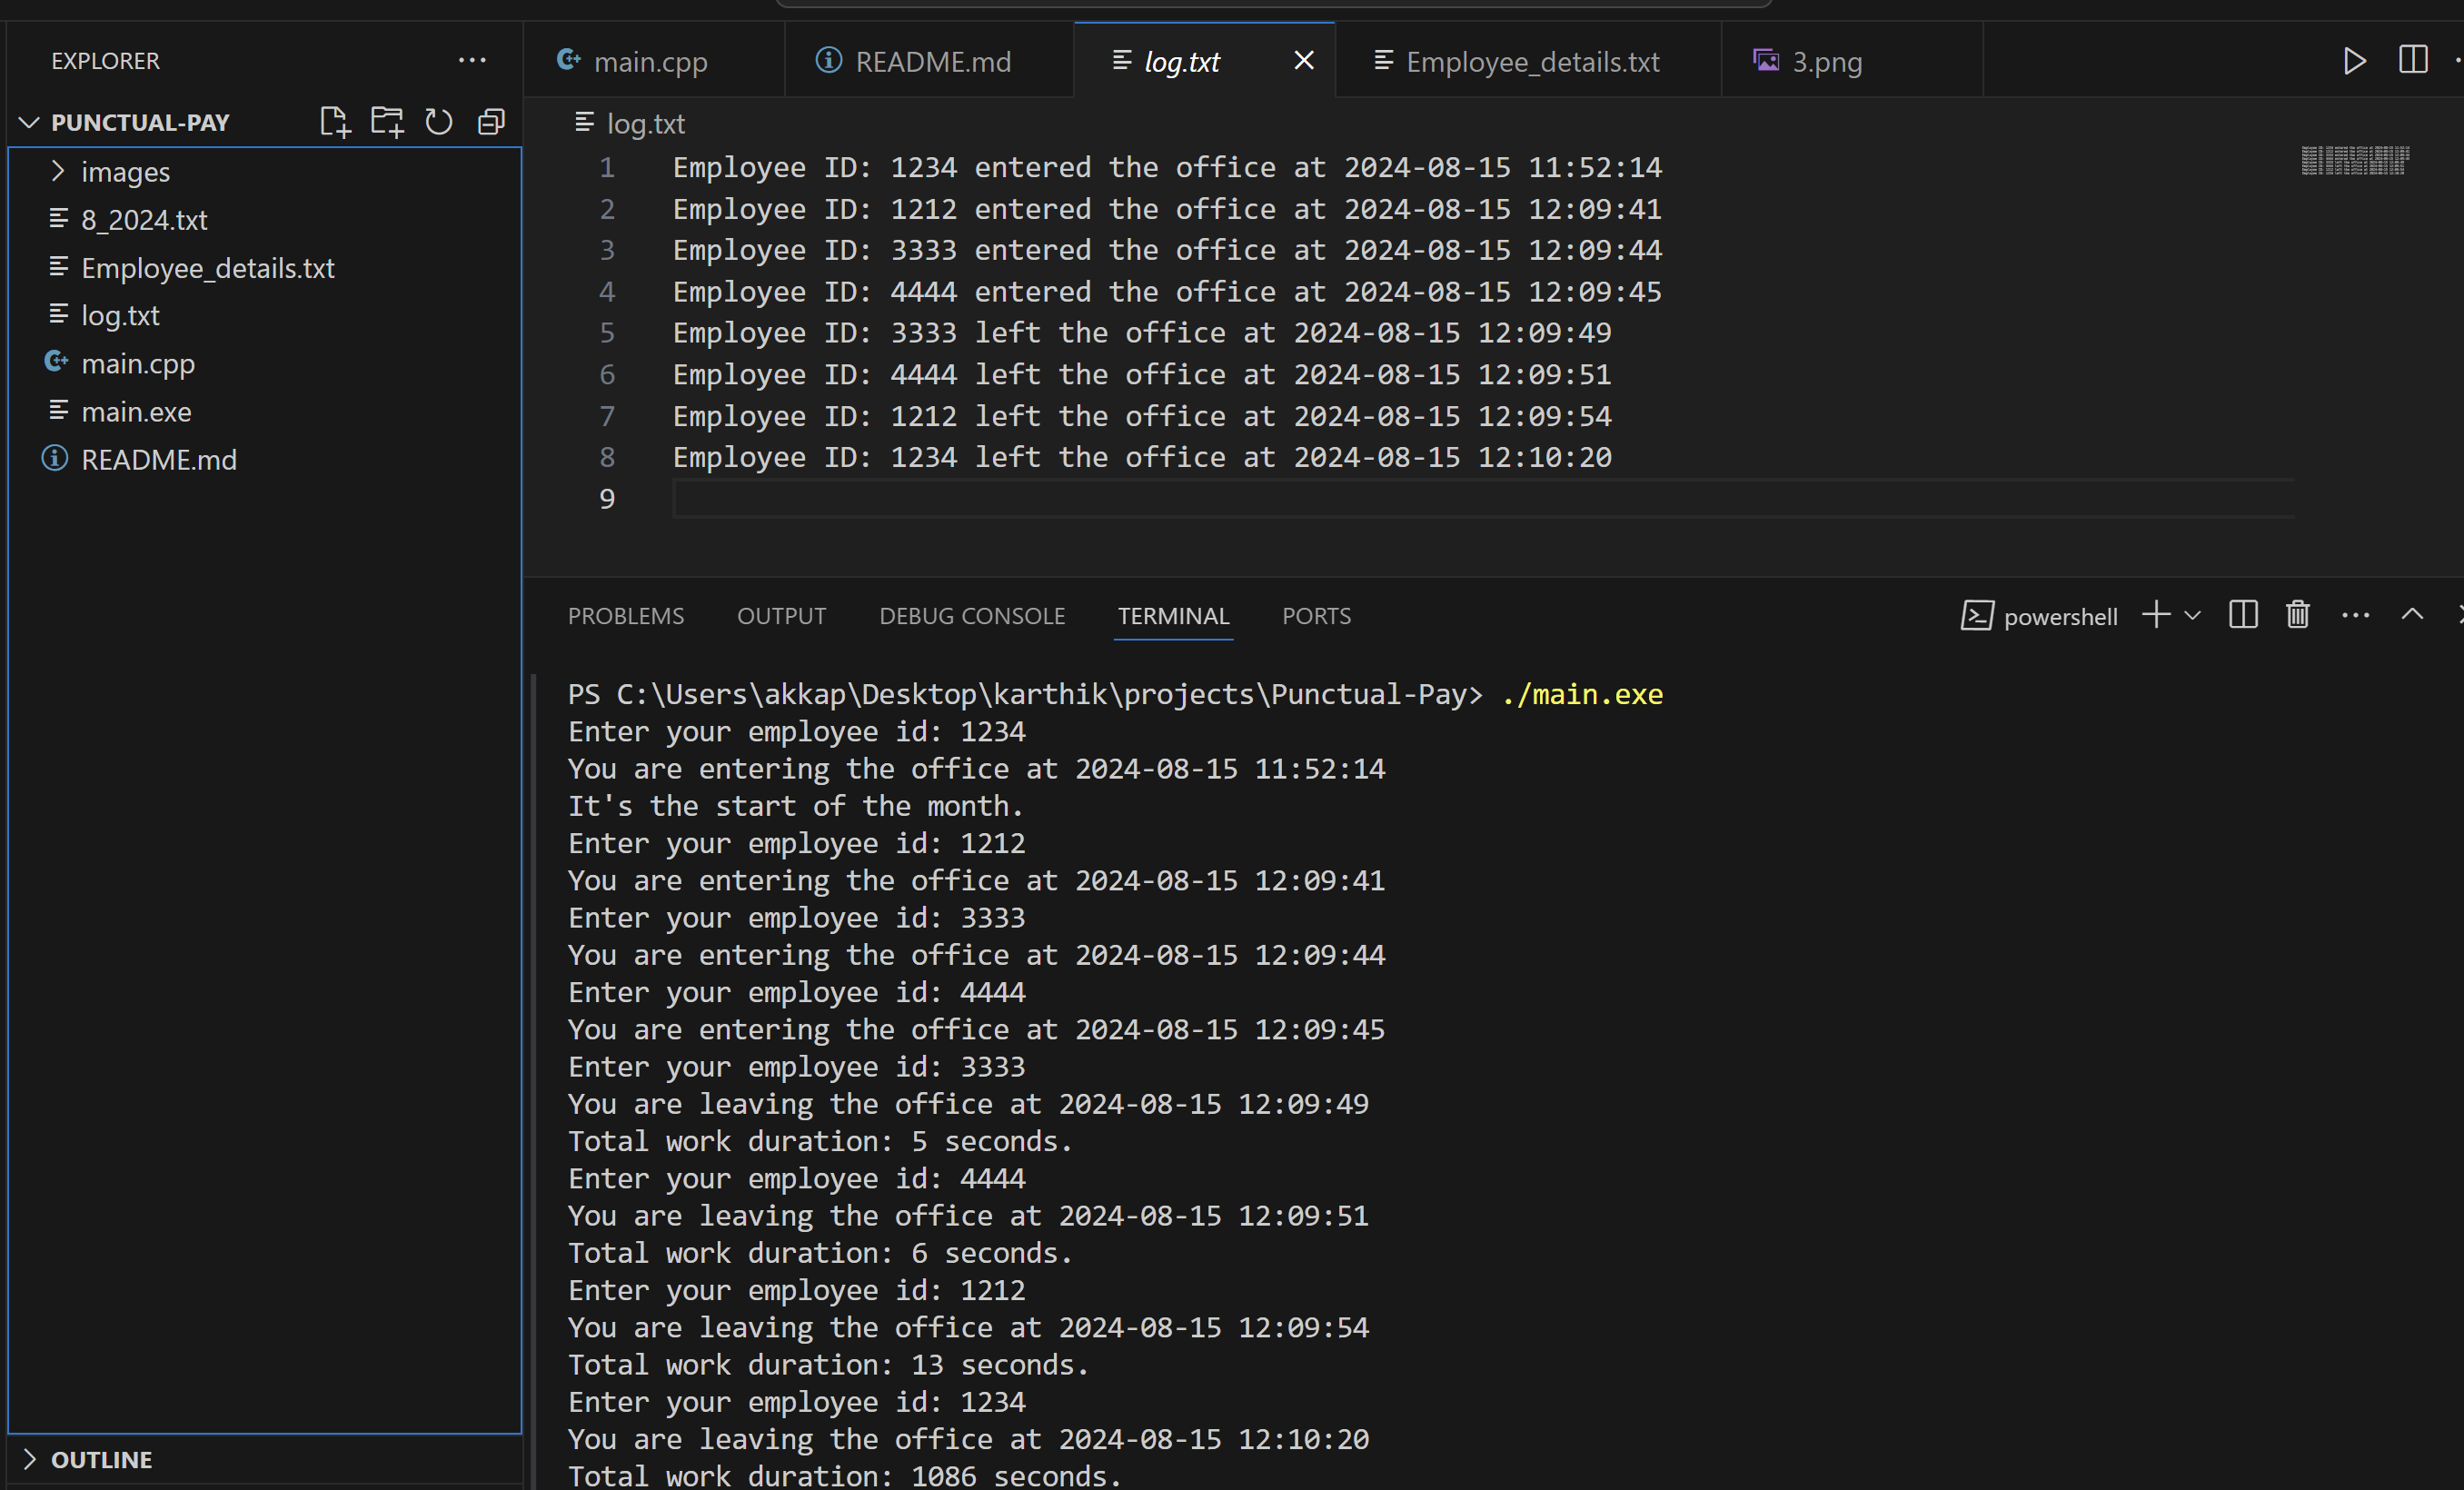 EXPLORER
PUNCTUAL-PAY
images
8_2024.txt
Employee_details.txt
log.txt
main.cpp
main.exe
README.md
OUTLINE
main.cpp
README.md
log.txt
Employee_details.txt
3.png
log.txt
1 Employee ID: 1234 entered the office at 2024-08-15 11:52:14
2 Employee ID: 1212 entered the office at 2024-08-15 12:09:41
3 Employee ID: 3333 entered the office at 2024-08-15 12:09:44
4 Employee ID: 4444 entered the office at 2024-08-15 12:09:45
5 Employee ID: 3333 left the office at 2024-08-15 12:09:49
6 Employee ID: 4444 left the office at 2024-08-15 12:09:51
7 Employee ID: 1212 left the office at 2024-08-15 12:09:54
8 Employee ID: 1234 left the office at 2024-08-15 12:10:20
9
PROBLEMS OUTPUT DEBUG CONSOLE TERMINAL PORTS
powershell
PS C:\Users\akkap\Desktop\karthik\projects\Punctual-Pay> ./main.exe
Enter your employee id: 1234
You are entering the office at 2024-08-15 11:52:14
It's the start of the month.
Enter your employee id: 1212
You are entering the office at 2024-08-15 12:09:41
Enter your employee id: 3333
You are entering the office at 2024-08-15 12:09:44
Enter your employee id: 4444
You are entering the office at 2024-08-15 12:09:45
Enter your employee id: 3333
You are leaving the office at 2024-08-15 12:09:49
Total work duration: 5 seconds.
Enter your employee id: 4444
You are leaving the office at 2024-08-15 12:09:51
Total work duration: 6 seconds.
Enter your employee id: 1212
You are leaving the office at 2024-08-15 12:09:54
Total work duration: 13 seconds.
Enter your employee id: 1234
You are leaving the office at 2024-08-15 12:10:20
Total work duration: 1086 seconds.